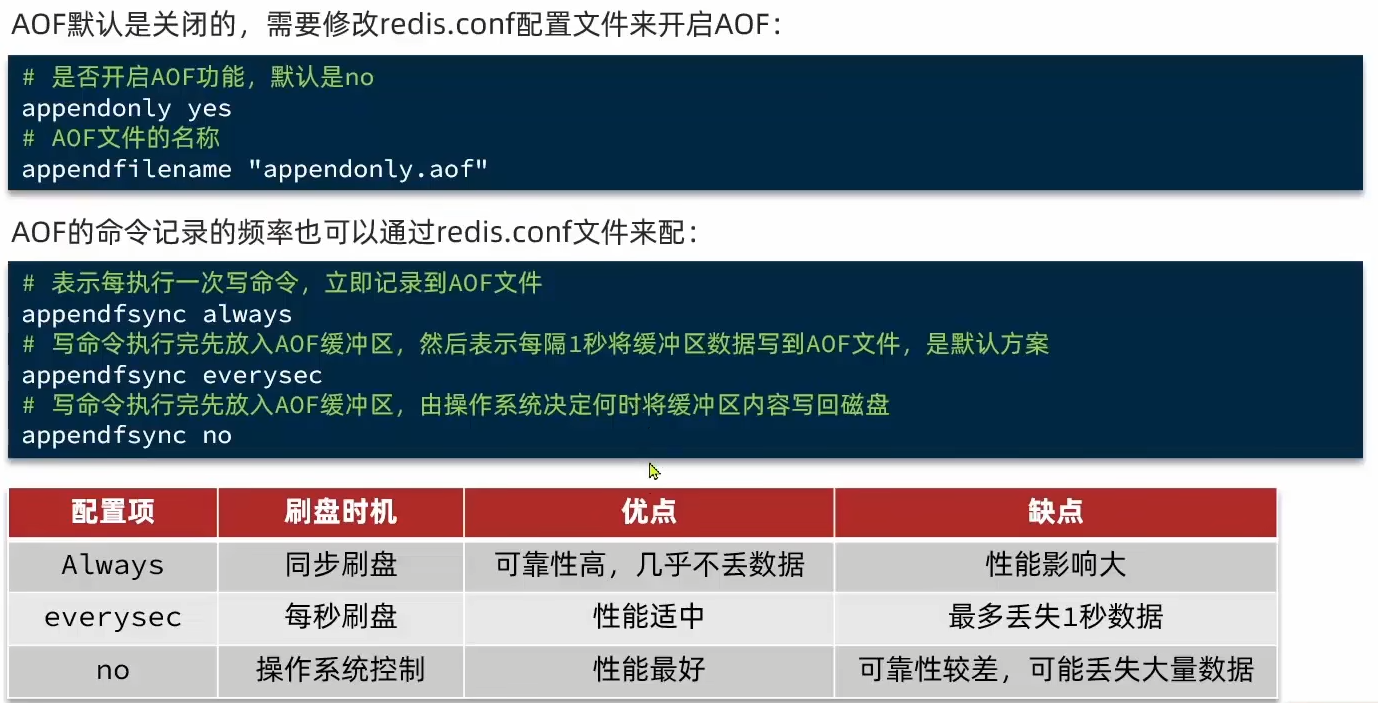 AOF默认是关闭的，需要修改redis.conf配置文件来开启AOF：
# 是否开启AOF功能，默认是no
appendonly yes
# AOF文件的名称
appendfilename "appendonly.aof"
AOF的命令记录的频率也可以通过redis.conf文件来配：
# 表示每执行一次写命令，立即记录到AOF文件
appendfsync always
# 写命令执行完先放入AOF缓冲区，然后表示每隔1秒将缓冲区数据写到AOF文件，是默认方案
appendfsync everysec
# 写命令执行完先放入AOF缓冲区，由操作系统决定何时将缓冲区内容写回磁盘
appendfsync no
配置项 刷盘时机 优点 缺点
Always 同步刷盘 可靠性高，几乎不丢数据 性能影响大
everysec 每秒刷盘 性能适中 最多丢失1秒数据
no 操作系统控制 性能最好 可靠性较差，可能丢失大量数据